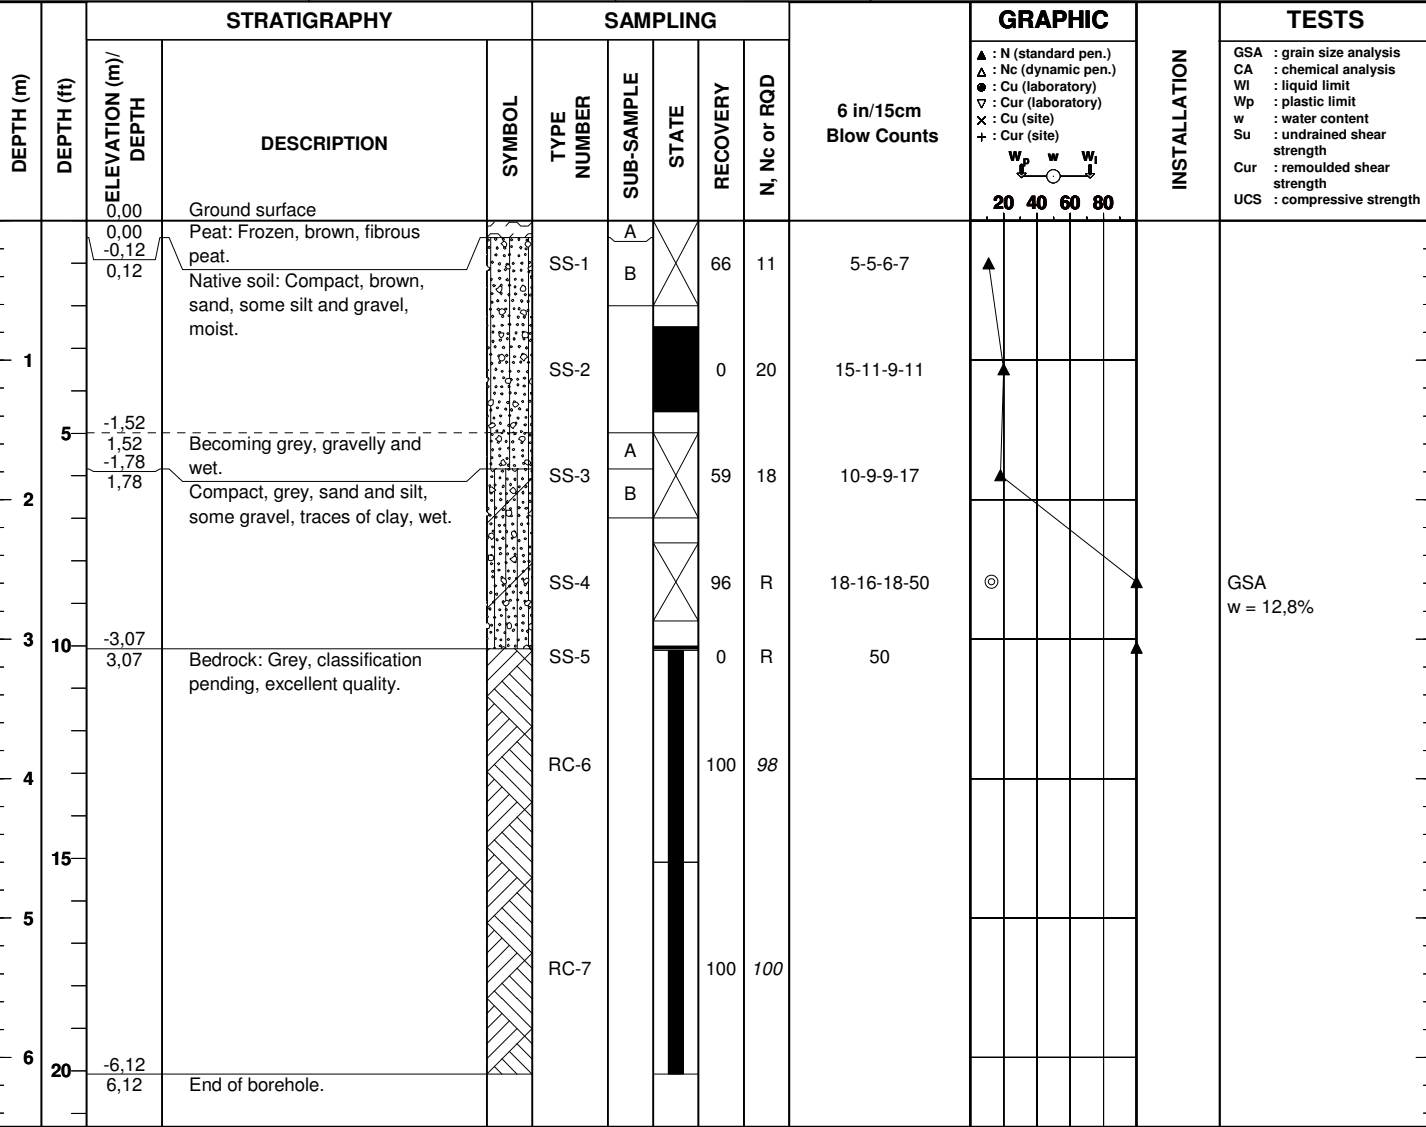 STRATIGRAPHY
SAMPLING
GRAPHIC
TESTS
DEPTH (m)
DEPTH (ft)
ELEVATION (m)/
DEPTH
DESCRIPTION
SYMBOL
TYPE
NUMBER
SUB-SAMPLE
STATE
RECOVERY
N, Nc or RQD
6 in/15cm
Blow Counts
▲ : N (standard pen.)
△ : Nc (dynamic pen.)
● : Cu (laboratory)
▽ : Cur (laboratory)
× : Cu (site)
+ : Cur (site)
Wp w Wl
20 40 60 80
INSTALLATION
GSA : grain size analysis
CA : chemical analysis
Wl : liquid limit
Wp : plastic limit
w : water content
Su : undrained shear
strength
Cur : remoulded shear
strength
UCS : compressive strength
0,00 Ground surface
0,00 Peat: Frozen, brown, fibrous
peat.
-0,12
0,12
A
B
SS-1 66 11 5-5-6-7
Native soil: Compact, brown,
sand, some silt and gravel,
moist.
1
SS-2 0 20 15-11-9-11
-1,52
5
1,52 Becoming grey, gravelly and
wet.
A
-1,78
1,78
SS-3 59 18 10-9-9-17
B
Compact, grey, sand and silt,
some gravel, traces of clay, wet.
2
SS-4 96 R 18-16-18-50 GSA
w = 12,8%
3
10
-3,07
3,07 Bedrock: Grey, classification
pending, excellent quality.
SS-5 0 R 50
4
RC-6 100 98
15
5
RC-7 100 100
6
20
-6,12
6,12 End of borehole.